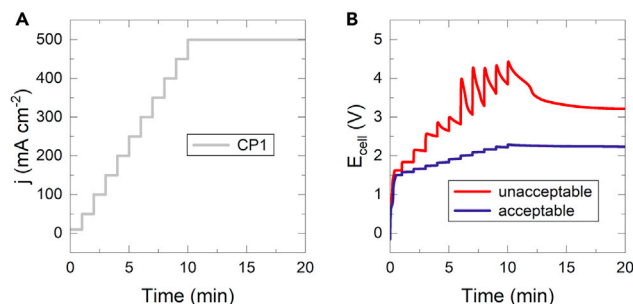 A
j (mA cm-2)
500
400
300
200
100
0
CP1
0 5 10 15 20
Time (min)
B
Ecell (V)
5
4
3
2
1
0
unacceptable
acceptable
0 5 10 15 20
Time (min)